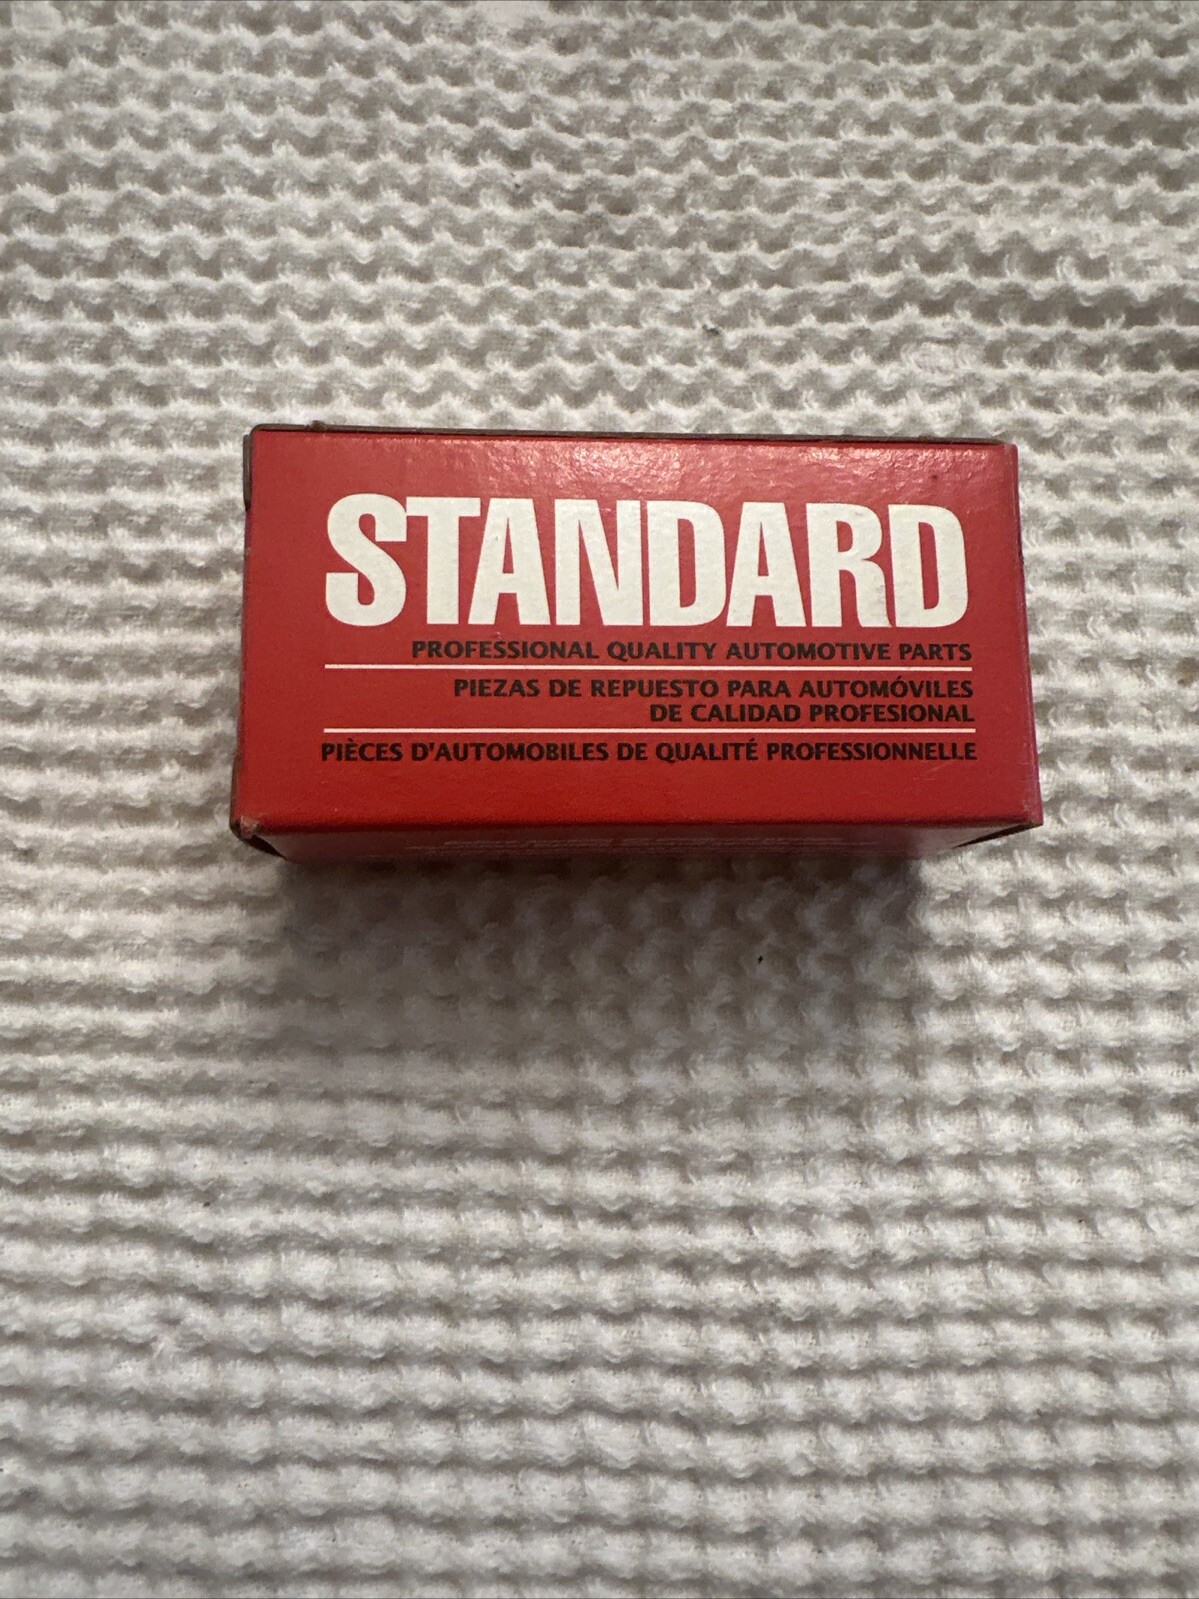 STANDARD
PROFESSIONAL QUALITY AUTOMOTIVE PARTS
PIEZAS DE REPUESTO PARA AUTOMÓVILES
DE CALIDAD PROFESIONAL
PIÈCES D'AUTOMOBILES DE QUALITÉ PROFESSIONNELLE